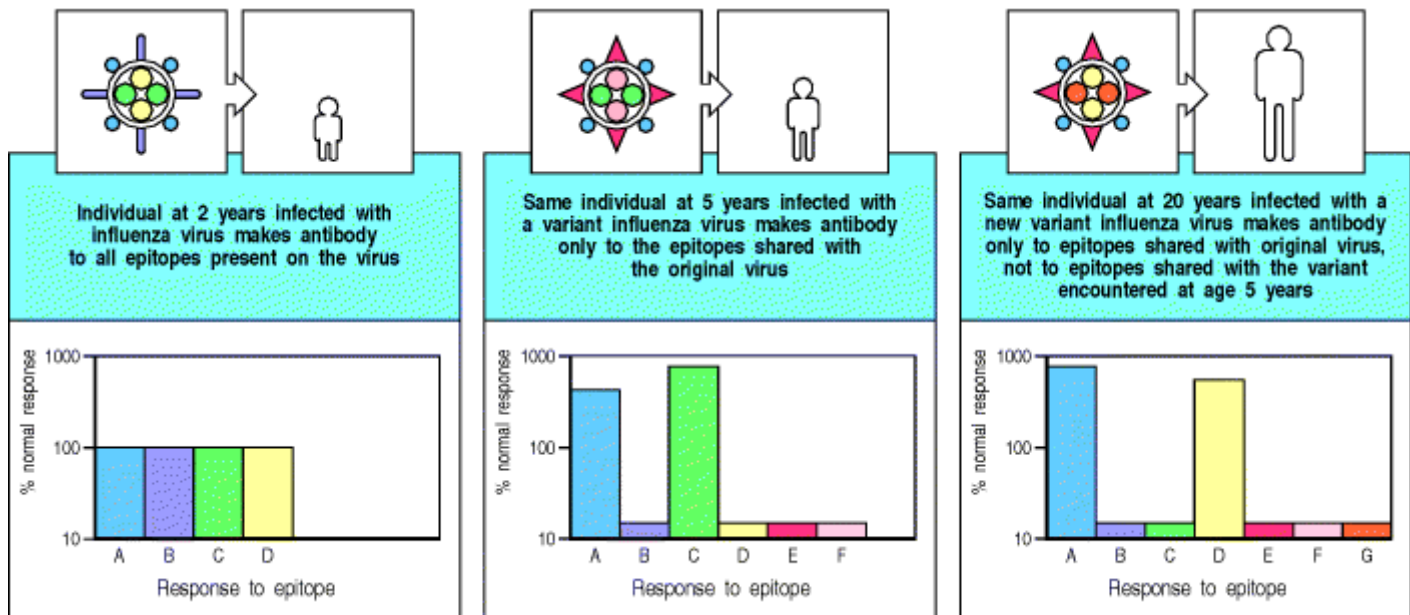 Individual at 2 years infected with
influenza virus makes antibody
to all epitopes present on the virus
Same individual at 5 years infected with
a variant influenza virus makes antibody
only to the epitopes shared with
the original virus
Same individual at 20 years infected with a
new variant influenza virus makes antibody
only to epitopes shared with original virus,
not to epitopes shared with the variant
encountered at age 5 years
% normal response
1000
100
10
A B C D
Response to epitope
% normal response
1000
100
10
A B C D E F
Response to epitope
% normal response
1000
100
10
A B C D E F G
Response to epitope